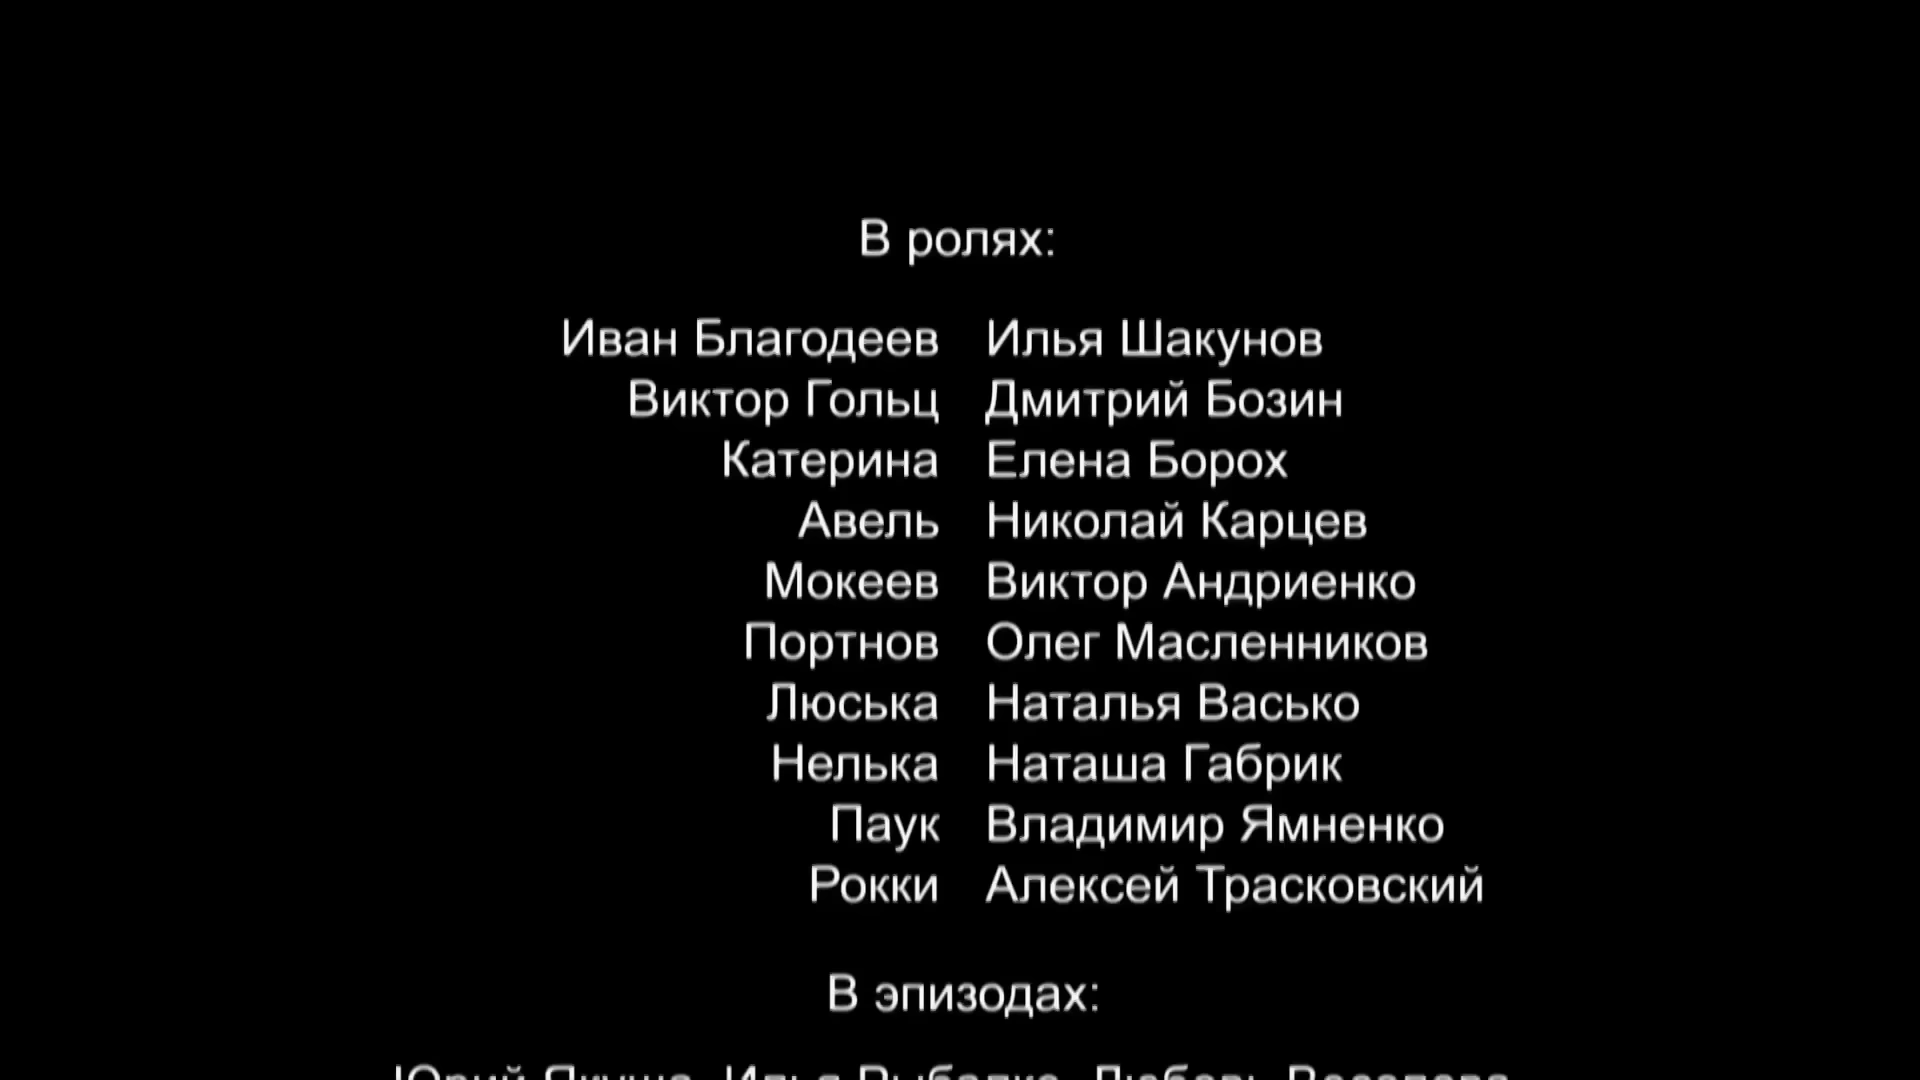 В ролях:
Иван Благодеев Илья Шакунов
Виктор Гольц Дмитрий Бозин
Катерина Елена Борох
Авель Николай Карцев
Мокеев Виктор Андриенко
Портнов Олег Масленников
Люська Наталья Васько
Нелька Наташа Габрик
Паук Владимир Ямненко
Рокки Алексей Трасковский
В эпизодах: